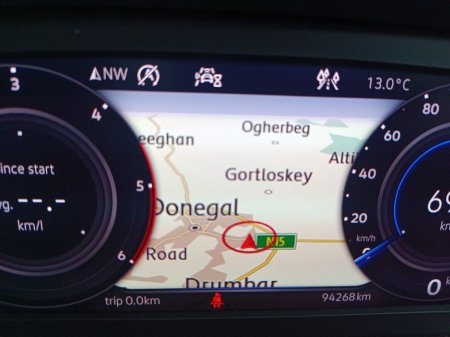 NW
13.0°C
3
4
5
6
ince start
vg. --.-
km/l
eeghan
Ogherbeg
Alti
Gortloskey
Donegal
N15
Road
Drumbar
80
60
40
20
km/h
0
trip 0.0km
94268km